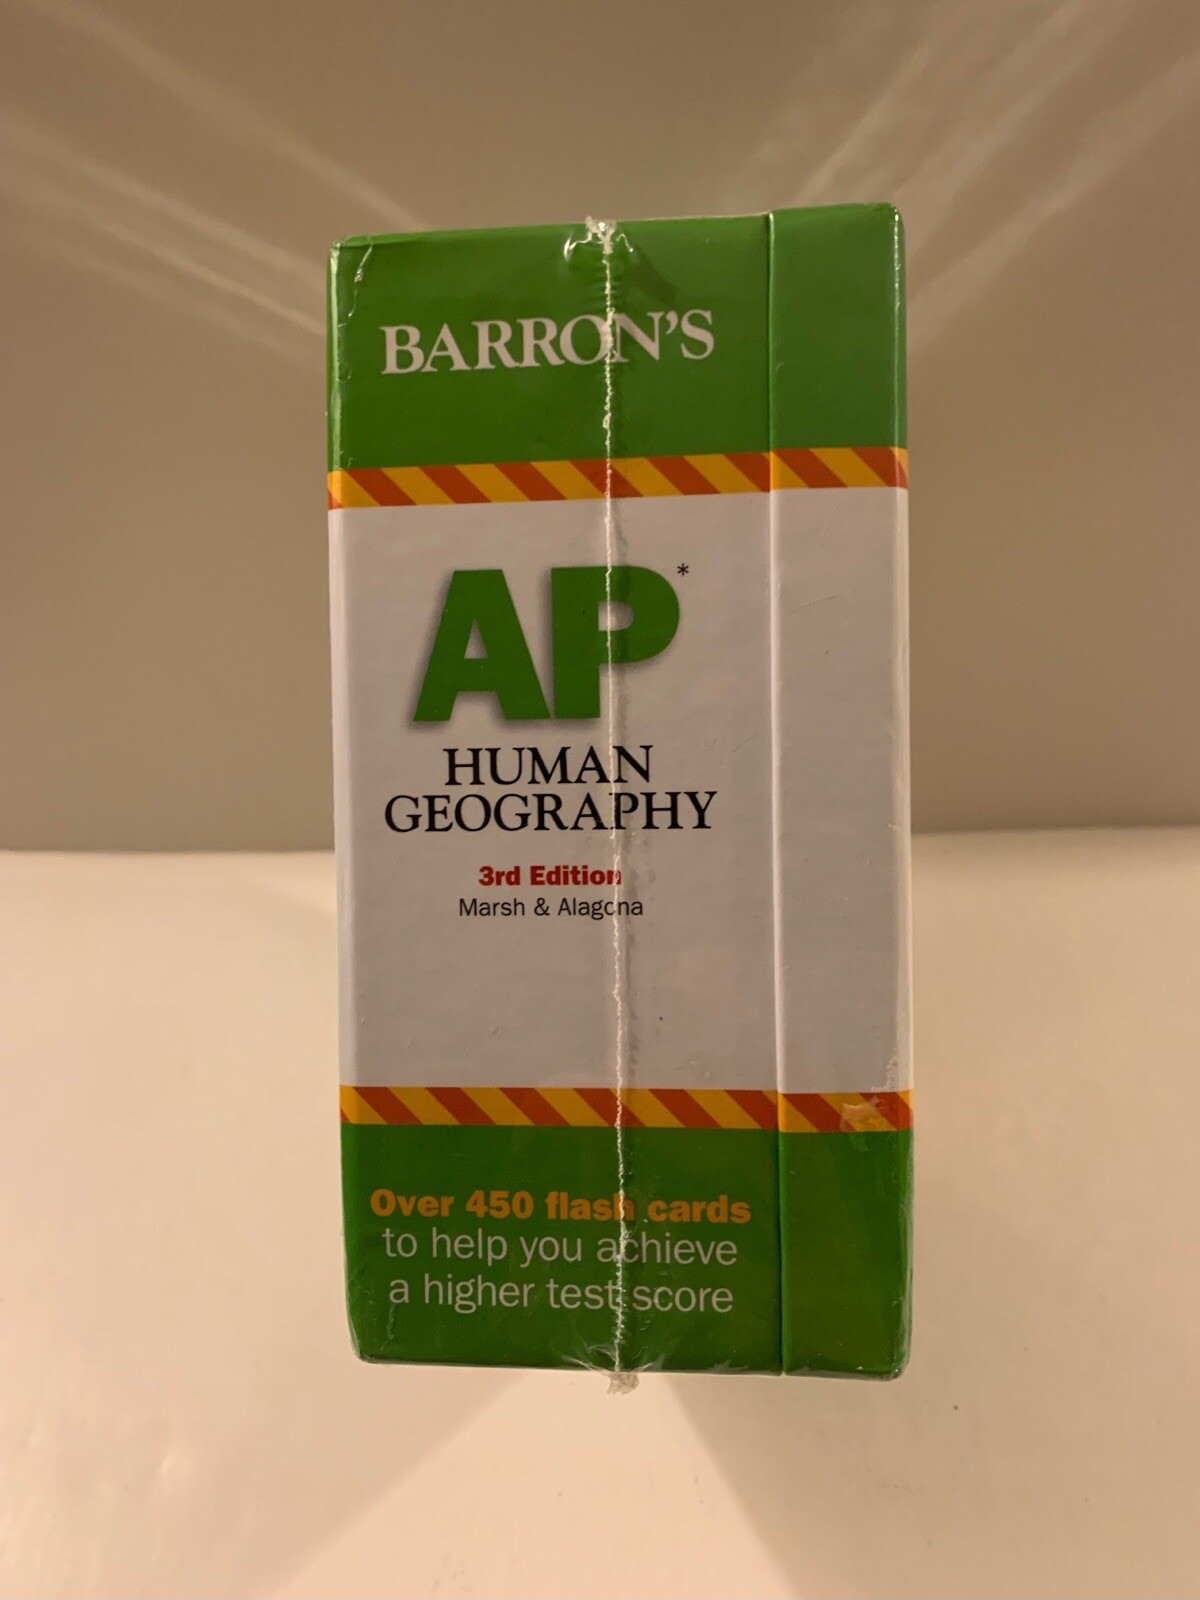 BARRON'S
AP*
HUMAN
GEOGRAPHY
3rd Edition
Marsh & Alagona
Over 450 flash cards
to help you achieve
a higher test score